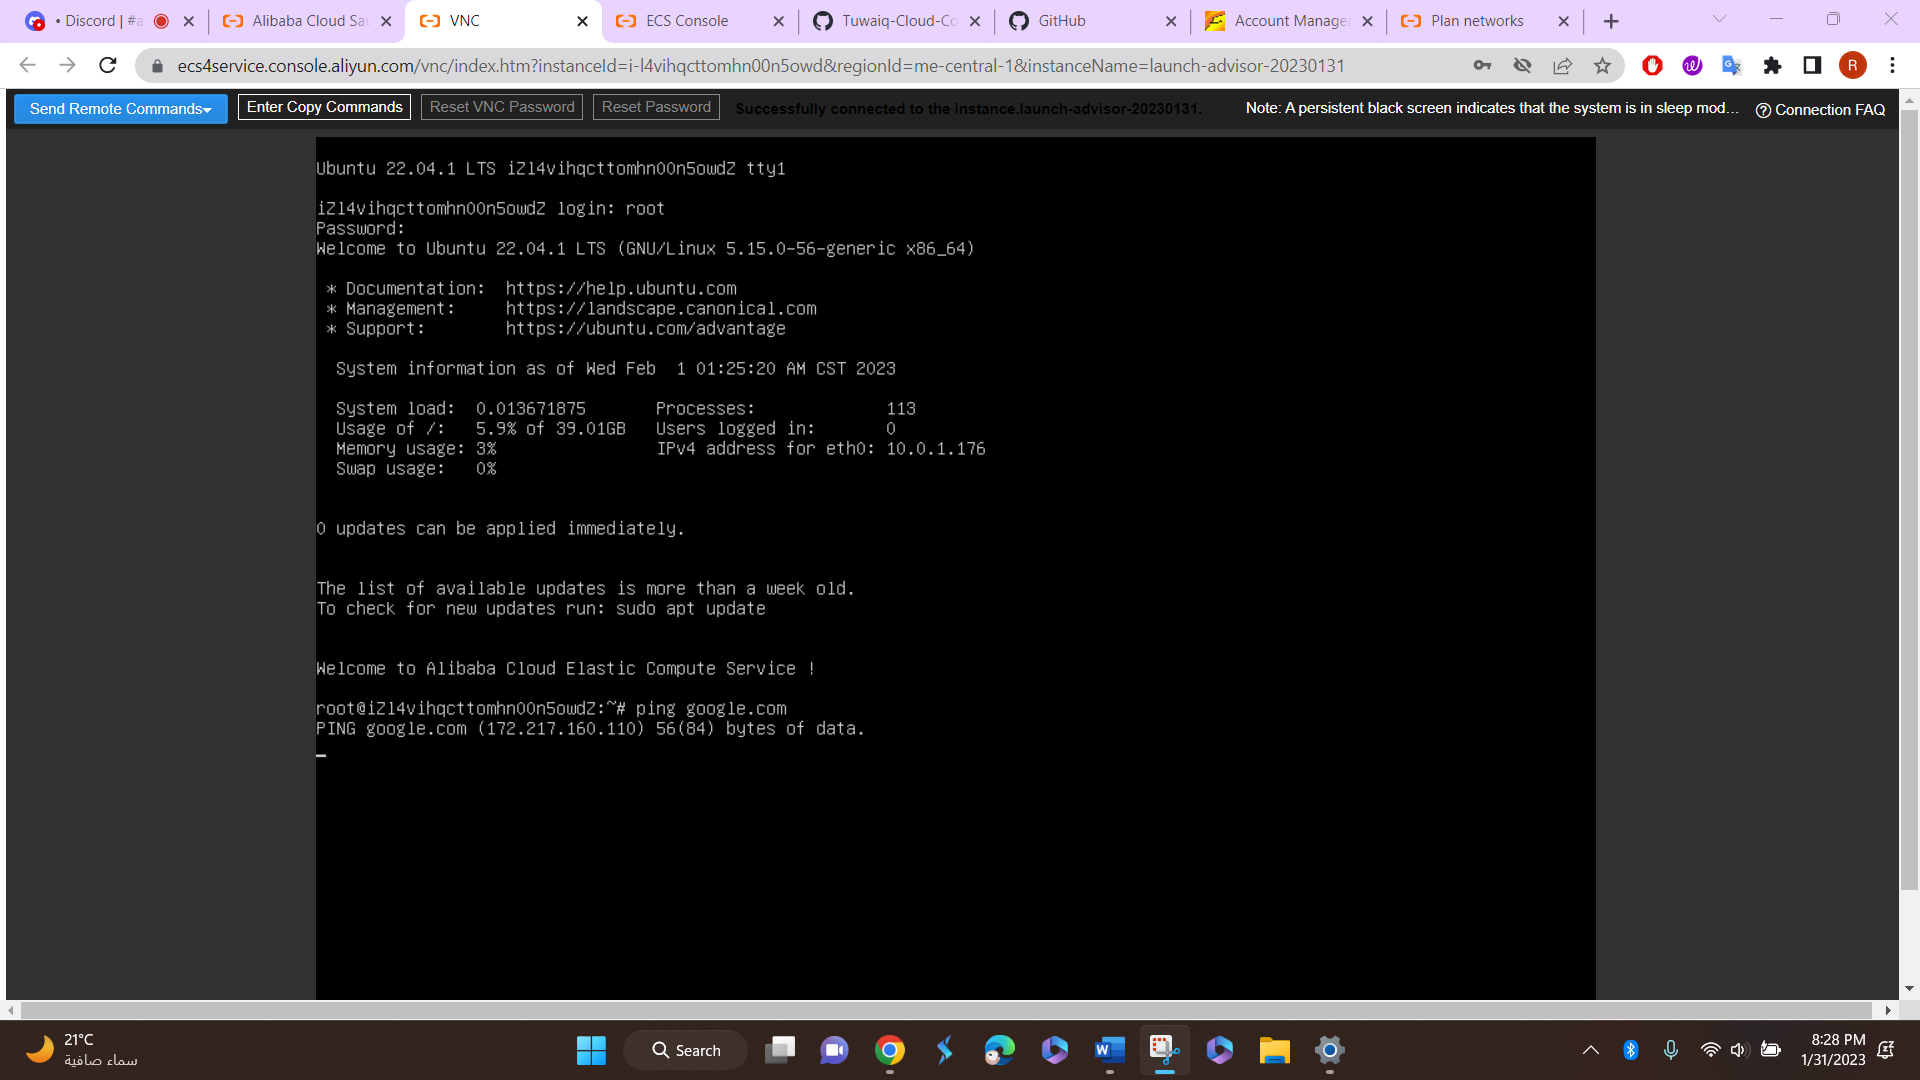 • Discord | #a
Alibaba Cloud Sau
VNC
ECS Console
Tuwaiq-Cloud-Co
GitHub
Account Manage
Plan networks
ecs4service.console.aliyun.com/vnc/index.htm?instanceId=i-l4vihqcttomhn00n5owd&regionId=me-central-1&instanceName=launch-advisor-20230131
R
Send Remote Commands
Enter Copy Commands
Reset VNC Password
Reset Password
Successfully connected to the instance.launch-advisor-20230131.
Note: A persistent black screen indicates that the system is in sleep mod...
Connection FAQ
Ubuntu 22.04.1 LTS iZl4vihqcttomhn00n5owdZ tty1
iZl4vihqcttomhn00n5owdZ login: root
Password:
Welcome to Ubuntu 22.04.1 LTS (GNU/Linux 5.15.0-56-generic x86_64)
* Documentation:  https://help.ubuntu.com
* Management:     https://landscape.canonical.com
* Support:        https://ubuntu.com/advantage
System information as of Wed Feb  1 01:25:20 AM CST 2023
System load:  0.013671875       Processes:             113
Usage of /:   5.9% of 39.01GB   Users logged in:       0
Memory usage: 3%                IPv4 address for eth0: 10.0.1.176
Swap usage:   0%
0 updates can be applied immediately.
The list of available updates is more than a week old.
To check for new updates run: sudo apt update
Welcome to Alibaba Cloud Elastic Compute Service !
root@iZl4vihqcttomhn00n5owdZ:~# ping google.com
PING google.com (172.217.160.110) 56(84) bytes of data.
21°C
سماء صافية
Search
8:28 PM
1/31/2023